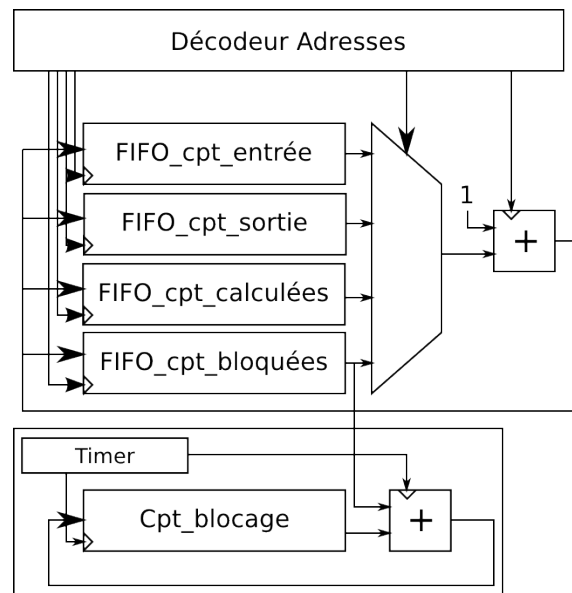 Décodeur Adresses
FIFO_cpt_entrée
FIFO_cpt_sortie
1
+
FIFO_cpt_calculées
FIFO_cpt_bloquées
Timer
Cpt_blocage
+